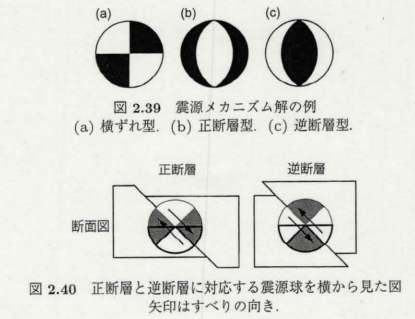 (a) (b) (c)
図 2.39 震源メカニズム解の例
(a) 横ずれ型. (b) 正断層型. (c) 逆断層型.
正断層 逆断層
断面図
図 2.40 正断層と逆断層に対応する震源球を横から見た図
矢印はすべりの向き.